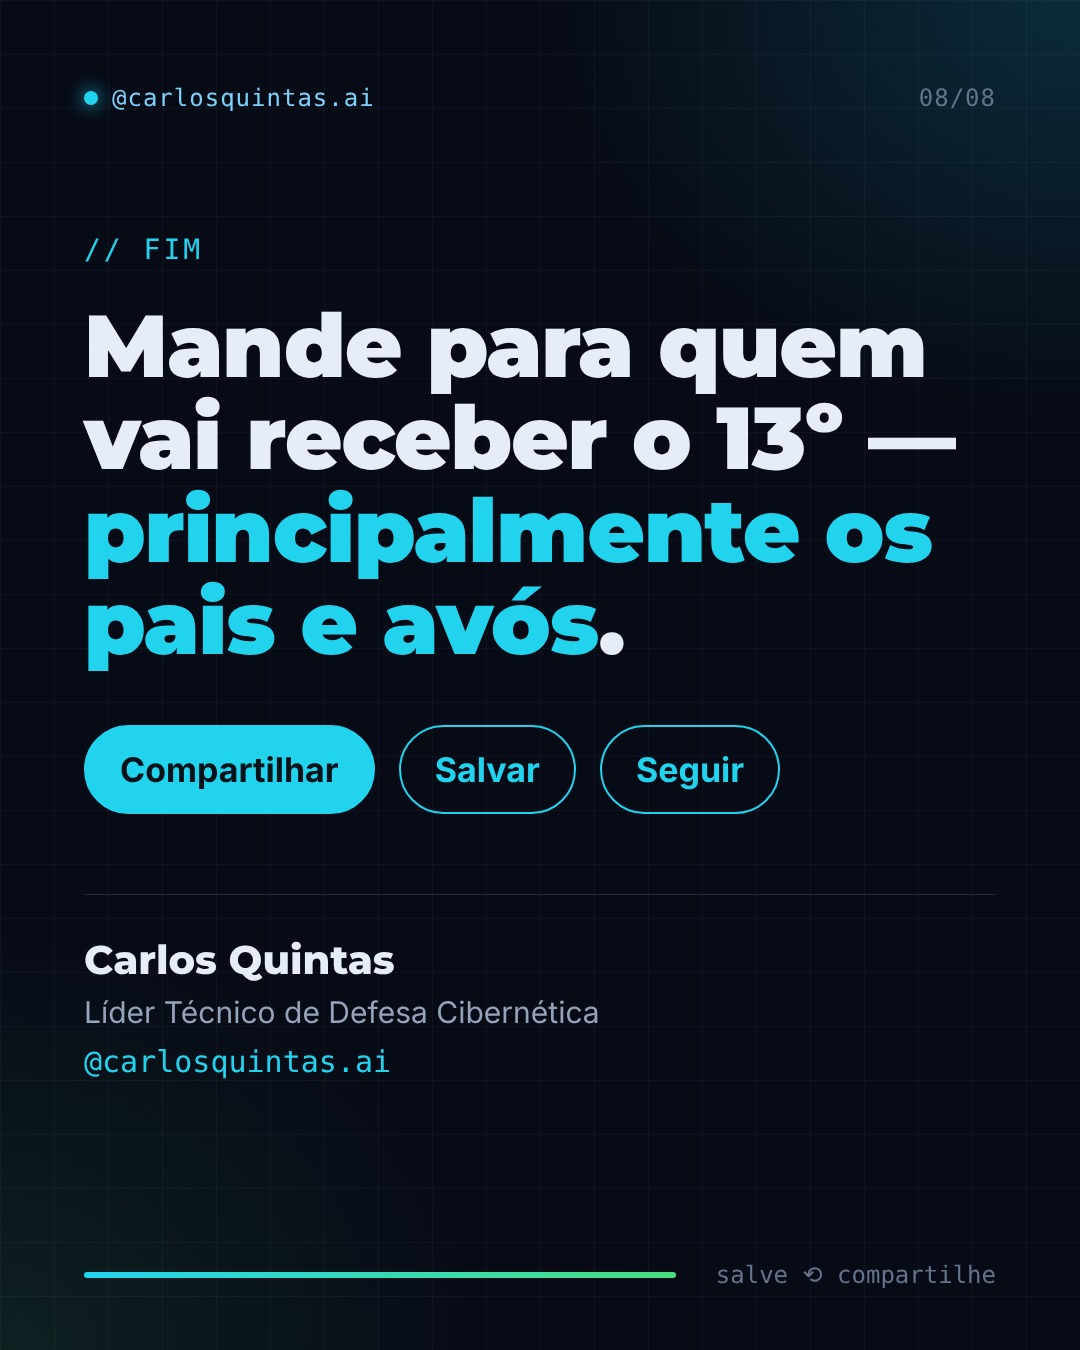 @carlosquintas.ai
08/08
// FIM
Mande para quem
vai receber o 13º —
principalmente os
pais e avós.
Compartilhar
Salvar
Seguir
Carlos Quintas
Líder Técnico de Defesa Cibernética
@carlosquintas.ai
salve ⟲ compartilhe